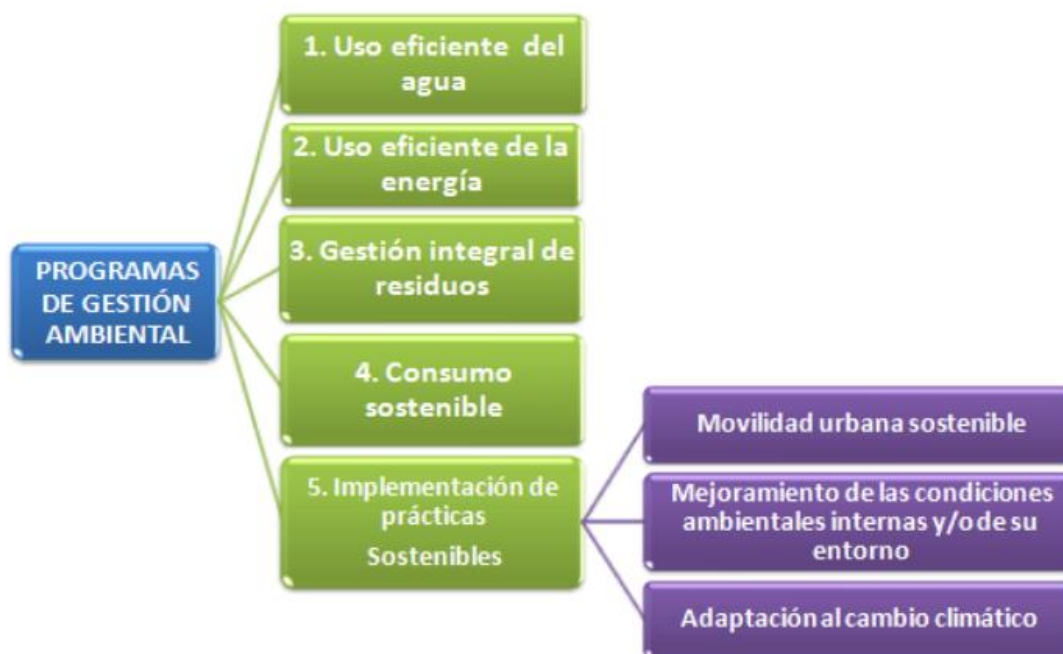 1. Uso eficiente  del
agua
2. Uso eficiente de la
energía
PROGRAMAS
DE GESTIÓN
AMBIENTAL
3. Gestión integral de
residuos
4. Consumo
sostenible
5. Implementación de
prácticas
Sostenibles
Movilidad urbana sostenible
Mejoramiento de las condiciones
ambientales internas y/o de su
entorno
Adaptación al cambio climático